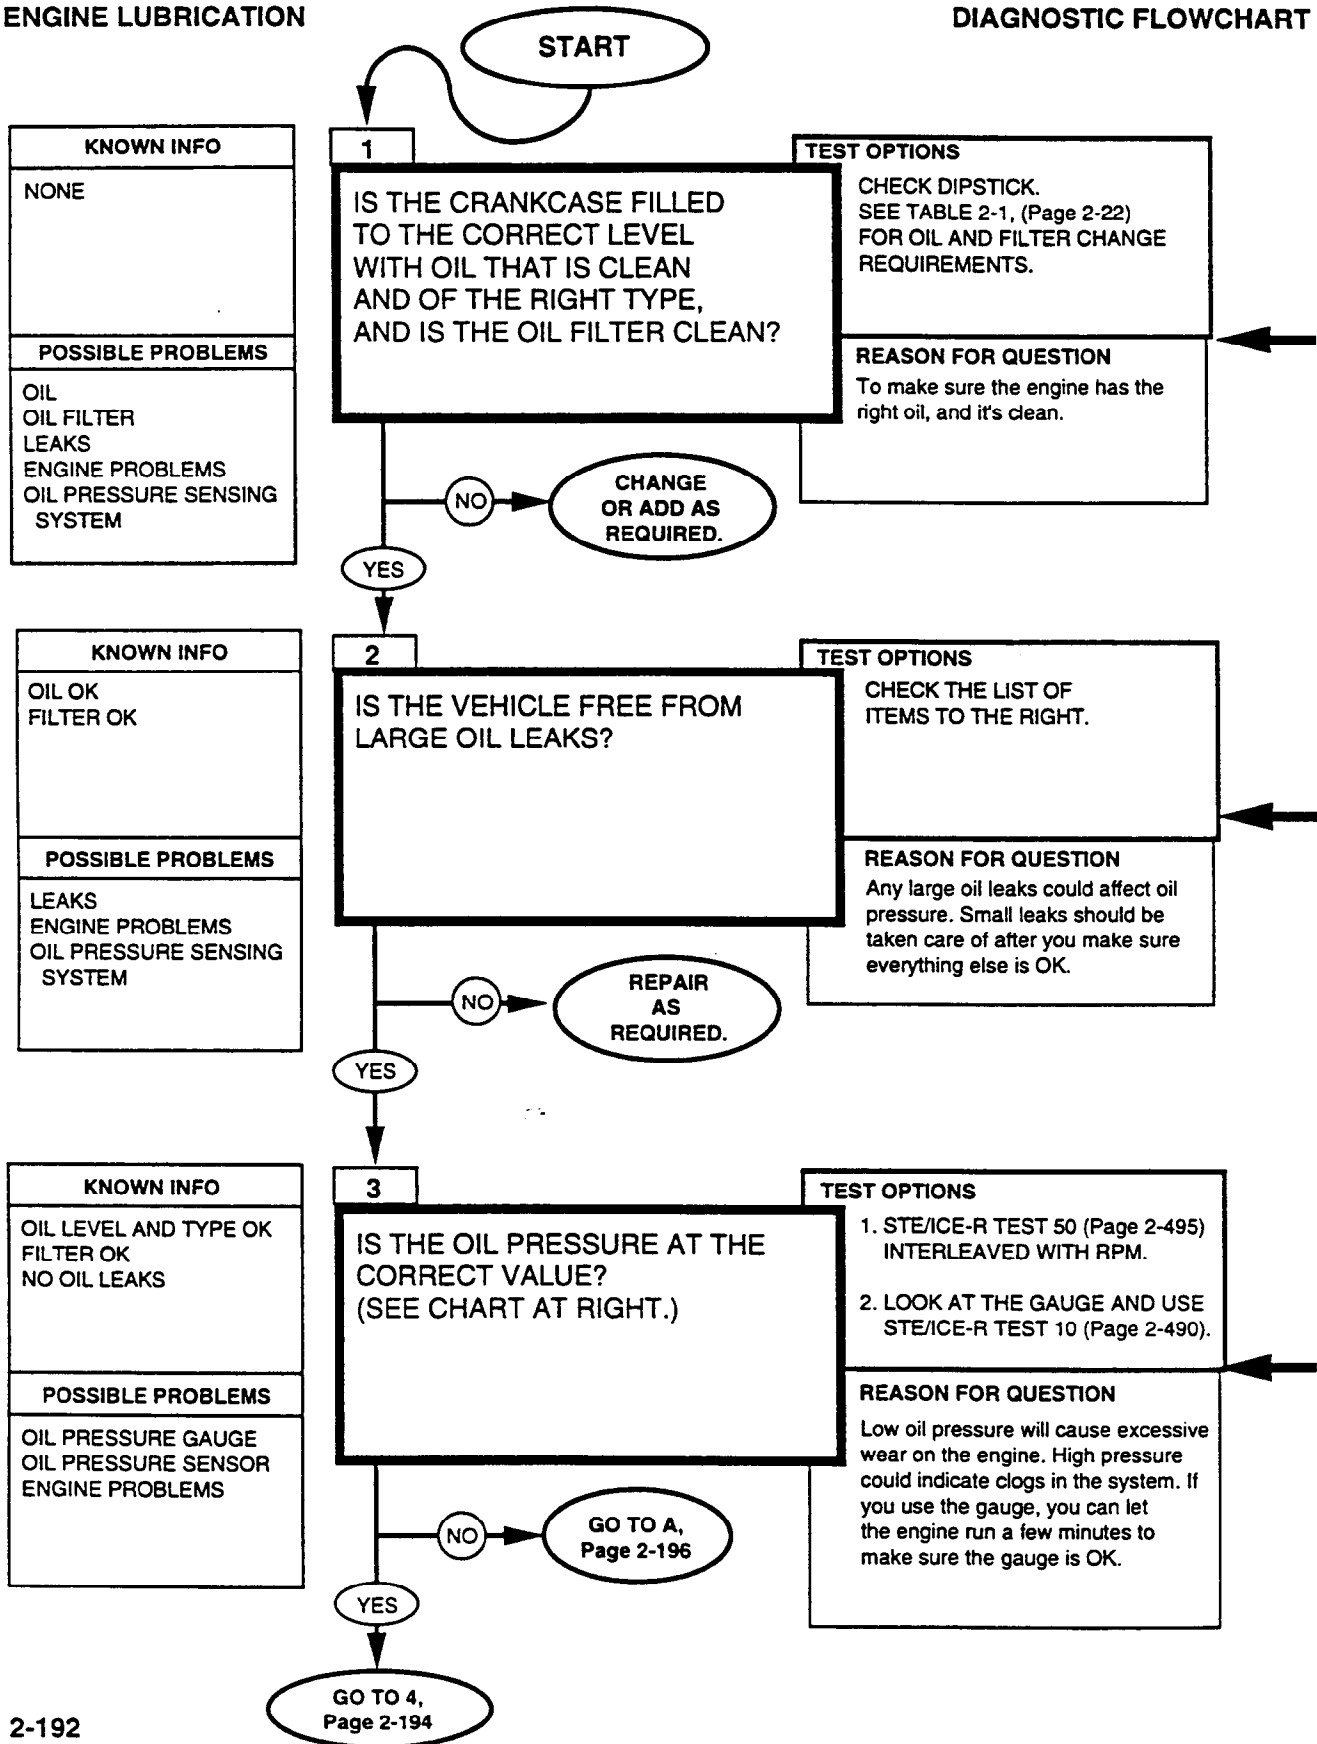 ENGINE LUBRICATION
DIAGNOSTIC FLOWCHART
START
KNOWN INFO
NONE
POSSIBLE PROBLEMS
OIL
OIL FILTER
LEAKS
ENGINE PROBLEMS
OIL PRESSURE SENSING
SYSTEM
1
IS THE CRANKCASE FILLED
TO THE CORRECT LEVEL
WITH OIL THAT IS CLEAN
AND OF THE RIGHT TYPE,
AND IS THE OIL FILTER CLEAN?
TEST OPTIONS
CHECK DIPSTICK.
SEE TABLE 2-1, (Page 2-22)
FOR OIL AND FILTER CHANGE
REQUIREMENTS.
REASON FOR QUESTION
To make sure the engine has the
right oil, and it's clean.
NO
CHANGE
OR ADD AS
REQUIRED.
YES
KNOWN INFO
OIL OK
FILTER OK
POSSIBLE PROBLEMS
LEAKS
ENGINE PROBLEMS
OIL PRESSURE SENSING
SYSTEM
2
IS THE VEHICLE FREE FROM
LARGE OIL LEAKS?
TEST OPTIONS
CHECK THE LIST OF
ITEMS TO THE RIGHT.
REASON FOR QUESTION
Any large oil leaks could affect oil
pressure. Small leaks should be
taken care of after you make sure
everything else is OK.
NO
REPAIR
AS
REQUIRED.
YES
KNOWN INFO
OIL LEVEL AND TYPE OK
FILTER OK
NO OIL LEAKS
POSSIBLE PROBLEMS
OIL PRESSURE GAUGE
OIL PRESSURE SENSOR
ENGINE PROBLEMS
3
IS THE OIL PRESSURE AT THE
CORRECT VALUE?
(SEE CHART AT RIGHT.)
TEST OPTIONS
1. STE/ICE-R TEST 50 (Page 2-495)
INTERLEAVED WITH RPM.
2. LOOK AT THE GAUGE AND USE
STE/ICE-R TEST 10 (Page 2-490).
REASON FOR QUESTION
Low oil pressure will cause excessive
wear on the engine. High pressure
could indicate clogs in the system. If
you use the gauge, you can let
the engine run a few minutes to
make sure the gauge is OK.
NO
GO TO A,
Page 2-196
YES
GO TO 4,
Page 2-194
2-192